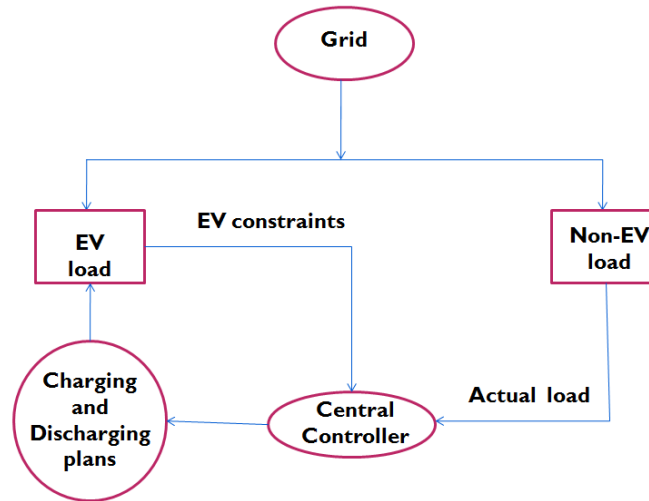 Grid
EV constraints
EV
load
Non-EV
load
Charging
and
Discharging
plans
Central
Controller
Actual load